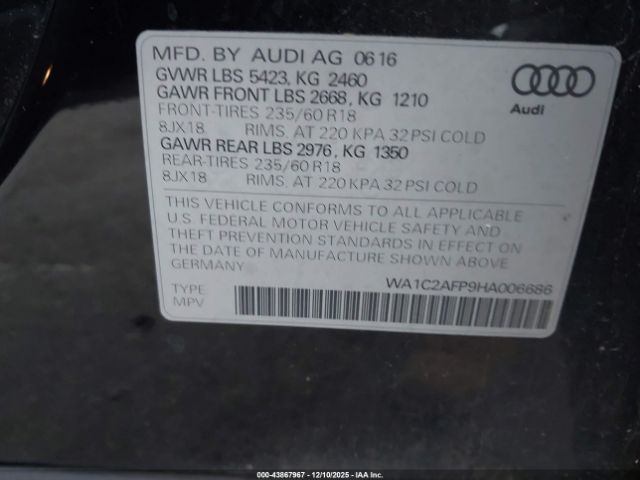 MFD. BY AUDI AG 0616
GVWR LBS 5423, KG 2460
GAWR FRONT LBS 2668, KG 1210
FRONT-TIRES 235/60 R18
8JX18 RIMS, AT 220 KPA 32 PSI COLD
GAWR REAR LBS 2976, KG 1350
REAR-TIRES 235/60 R18
8JX18 RIMS, AT 220 KPA 32 PSI COLD
Audi
THIS VEHICLE CONFORMS TO ALL APPLICABLE
U.S. FEDERAL MOTOR VEHICLE SAFETY AND
THEFT PREVENTION STANDARDS IN EFFECT ON
THE DATE OF MANUFACTURE SHOWN ABOVE
GERMANY
WA1C2AFP9HA006686
TYPE
MPV
000-43867967 - 12/10/2025 - IAA Inc.